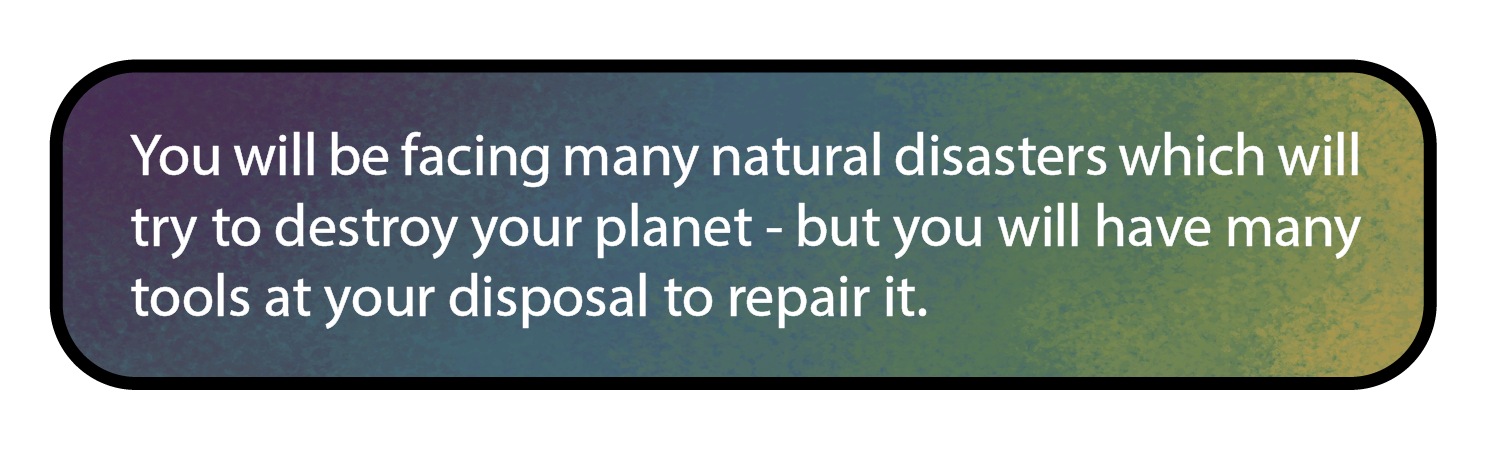 You will be facing many natural disasters which will
try to destroy your planet - but you will have many
tools at your disposal to repair it.